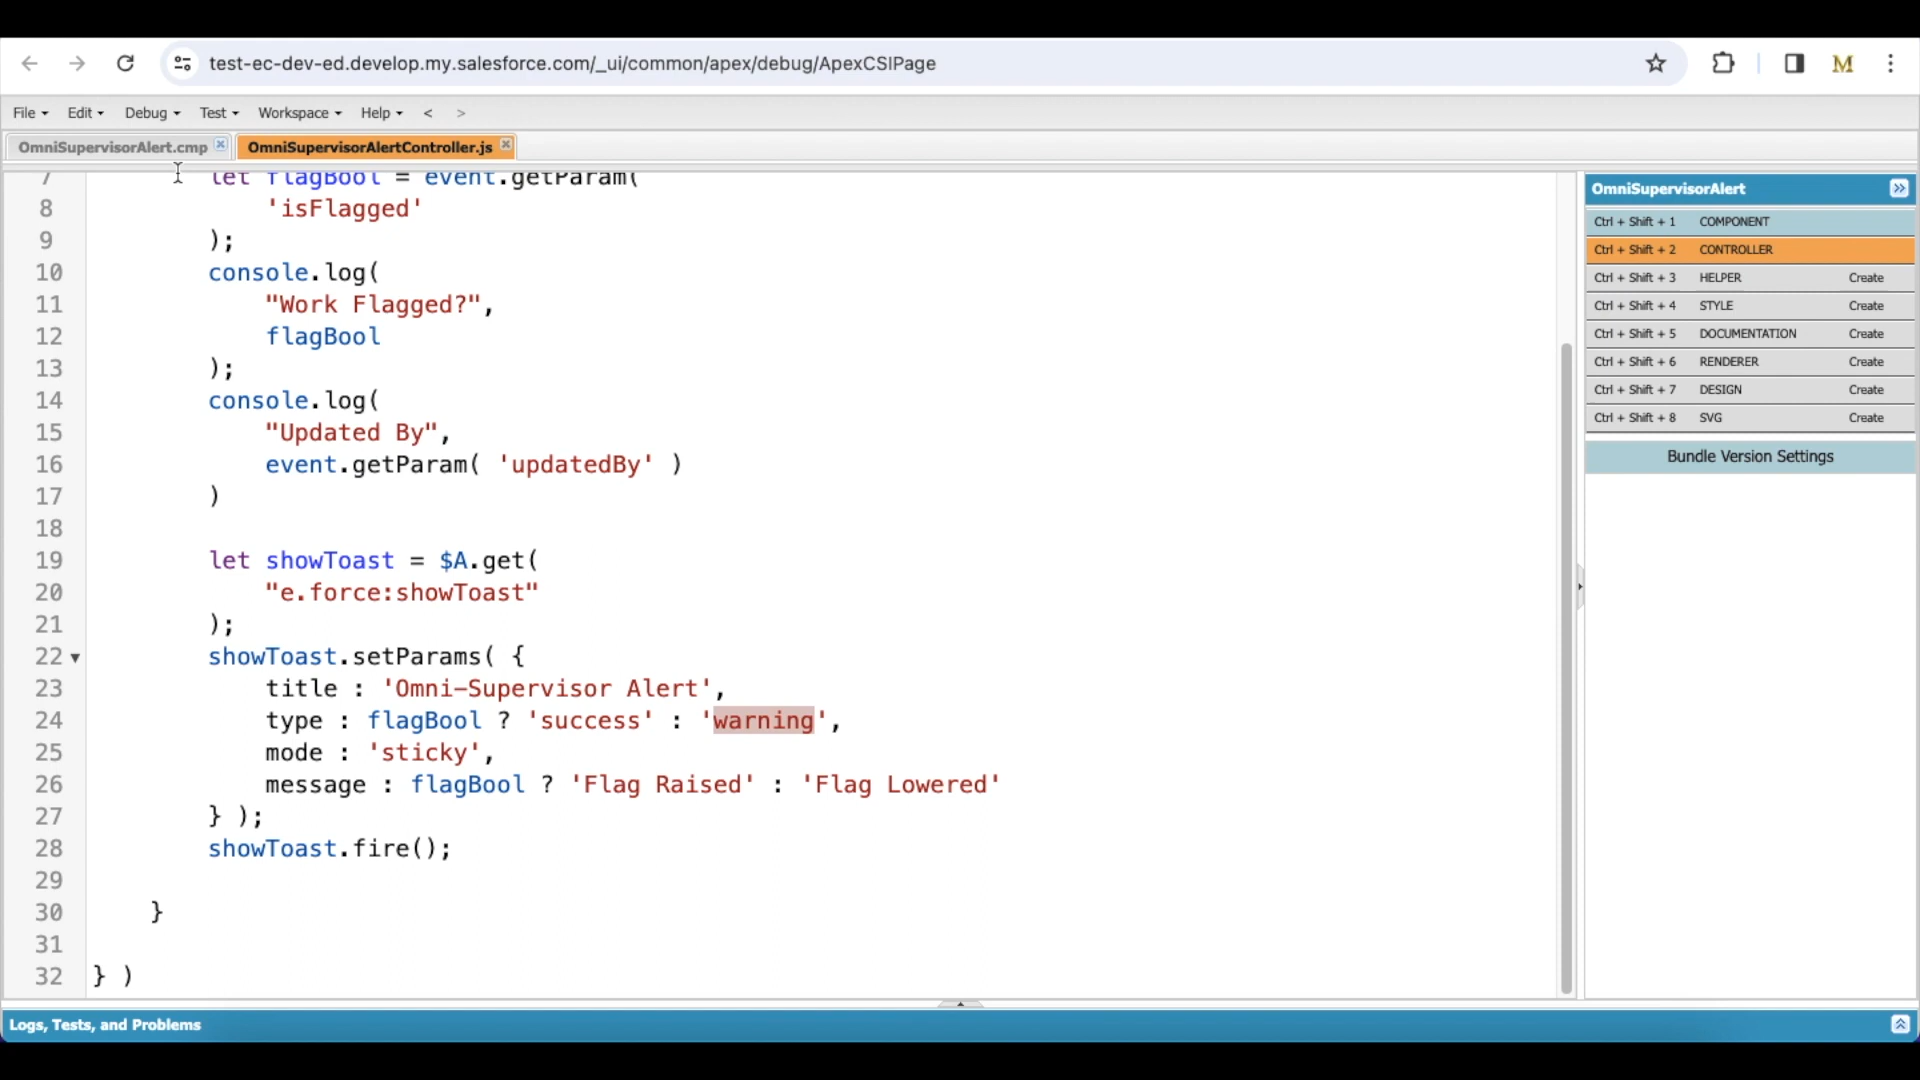 test-ec-dev-ed.develop.my.salesforce.com/_ui/common/apex/debug/ApexCSIPage
M
File Edit Debug Test Workspace Help < >
OmniSupervisorAlert.cmp OmniSupervisorAlertController.js
7 let flagBool = event.getParam(
8 'isFlagged'
9 );
10 console.log(
11 "Work Flagged?",
12 flagBool
13 );
14 console.log(
15 "Updated By",
16 event.getParam( 'updatedBy' )
17 )
18
19 let showToast = $A.get(
20 "e.force:showToast"
21 );
22 showToast.setParams( {
23 title : 'Omni-Supervisor Alert',
24 type : flagBool ? 'success' : 'warning',
25 mode : 'sticky',
26 message : flagBool ? 'Flag Raised' : 'Flag Lowered'
27 } );
28 showToast.fire();
29
30 }
31
32 } )
OmniSupervisorAlert
Ctrl + Shift + 1 COMPONENT
Ctrl + Shift + 2 CONTROLLER
Ctrl + Shift + 3 HELPER Create
Ctrl + Shift + 4 STYLE Create
Ctrl + Shift + 5 DOCUMENTATION Create
Ctrl + Shift + 6 RENDERER Create
Ctrl + Shift + 7 DESIGN Create
Ctrl + Shift + 8 SVG Create
Bundle Version Settings
Logs, Tests, and Problems